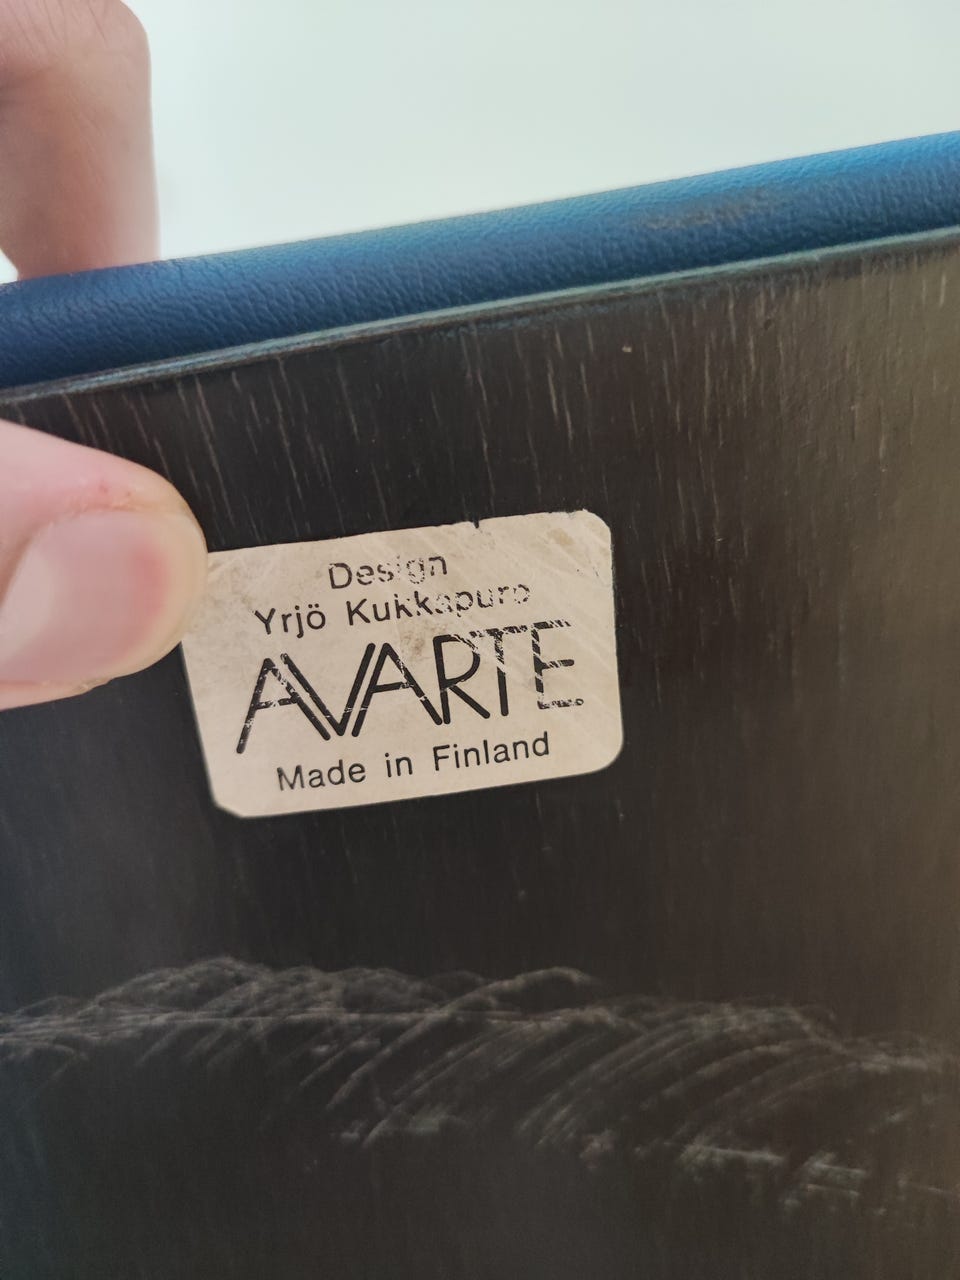 Design
Yrjö Kukkapuro
AVARTE
Made in Finland